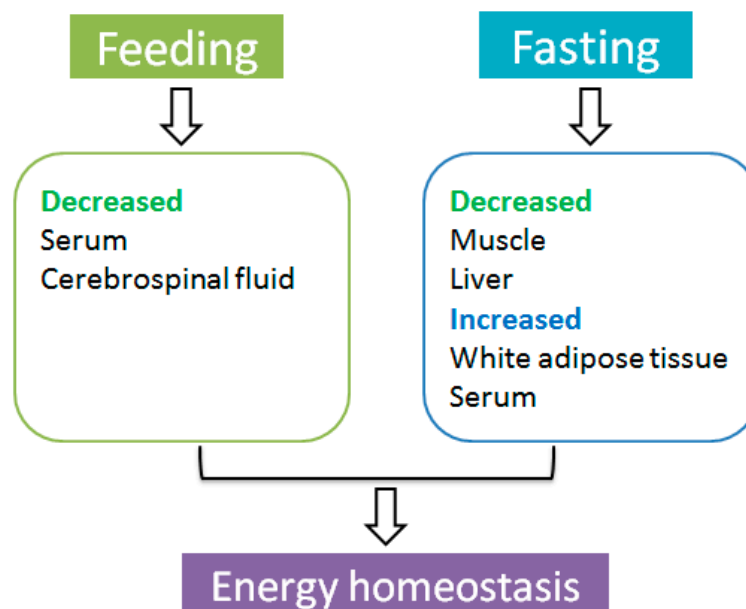 Feeding
Fasting
Decreased
Serum
Cerebrospinal fluid
Decreased
Muscle
Liver
Increased
White adipose tissue
Serum
Energy homeostasis